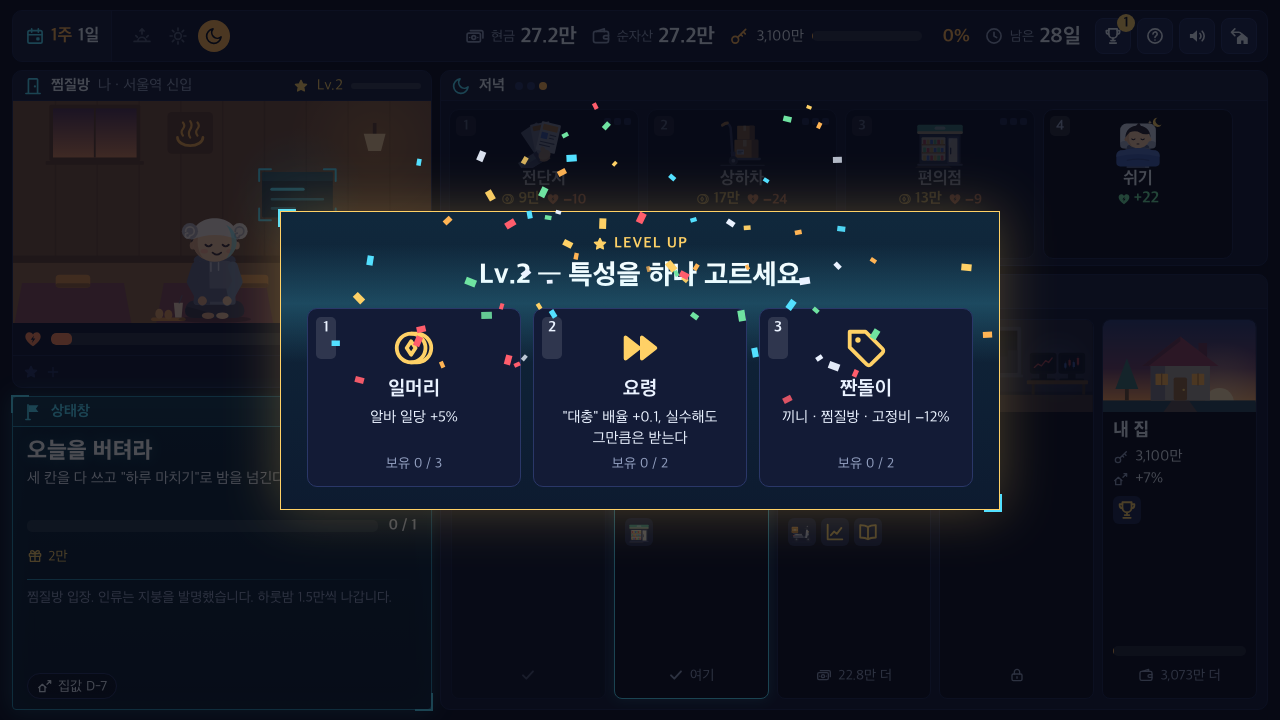 1주 1일
현금 27.2만
순자산 27.2만
3,100만
0%
남은 28일
1
찜질방 나 · 서울역 신입
Lv.2
저녁
1
전단지
9만 −10
2
상하차
17만 −24
3
편의점
13만 −9
4
쉬기
+22
LEVEL UP
Lv.2 — 특성을 하나 고르세요
1
일머리
알바 일당 +5%
보유 0 / 3
2
요령
"대충" 배율 +0.1, 실수해도
그만큼은 받는다
보유 0 / 2
3
짠돌이
끼니 · 찜질방 · 고정비 −12%
보유 0 / 2
상태창
오늘을 버텨라
세 칸을 다 쓰고 "하루 마치기"로 밤을 넘긴다
0 / 1
2만
찜질방 입장. 인류는 지붕을 발명했습니다. 하룻밤 1.5만씩 나갑니다.
집값 D-7
여기
22.8만 더
내 집
3,100만
+7%
3,073만 더